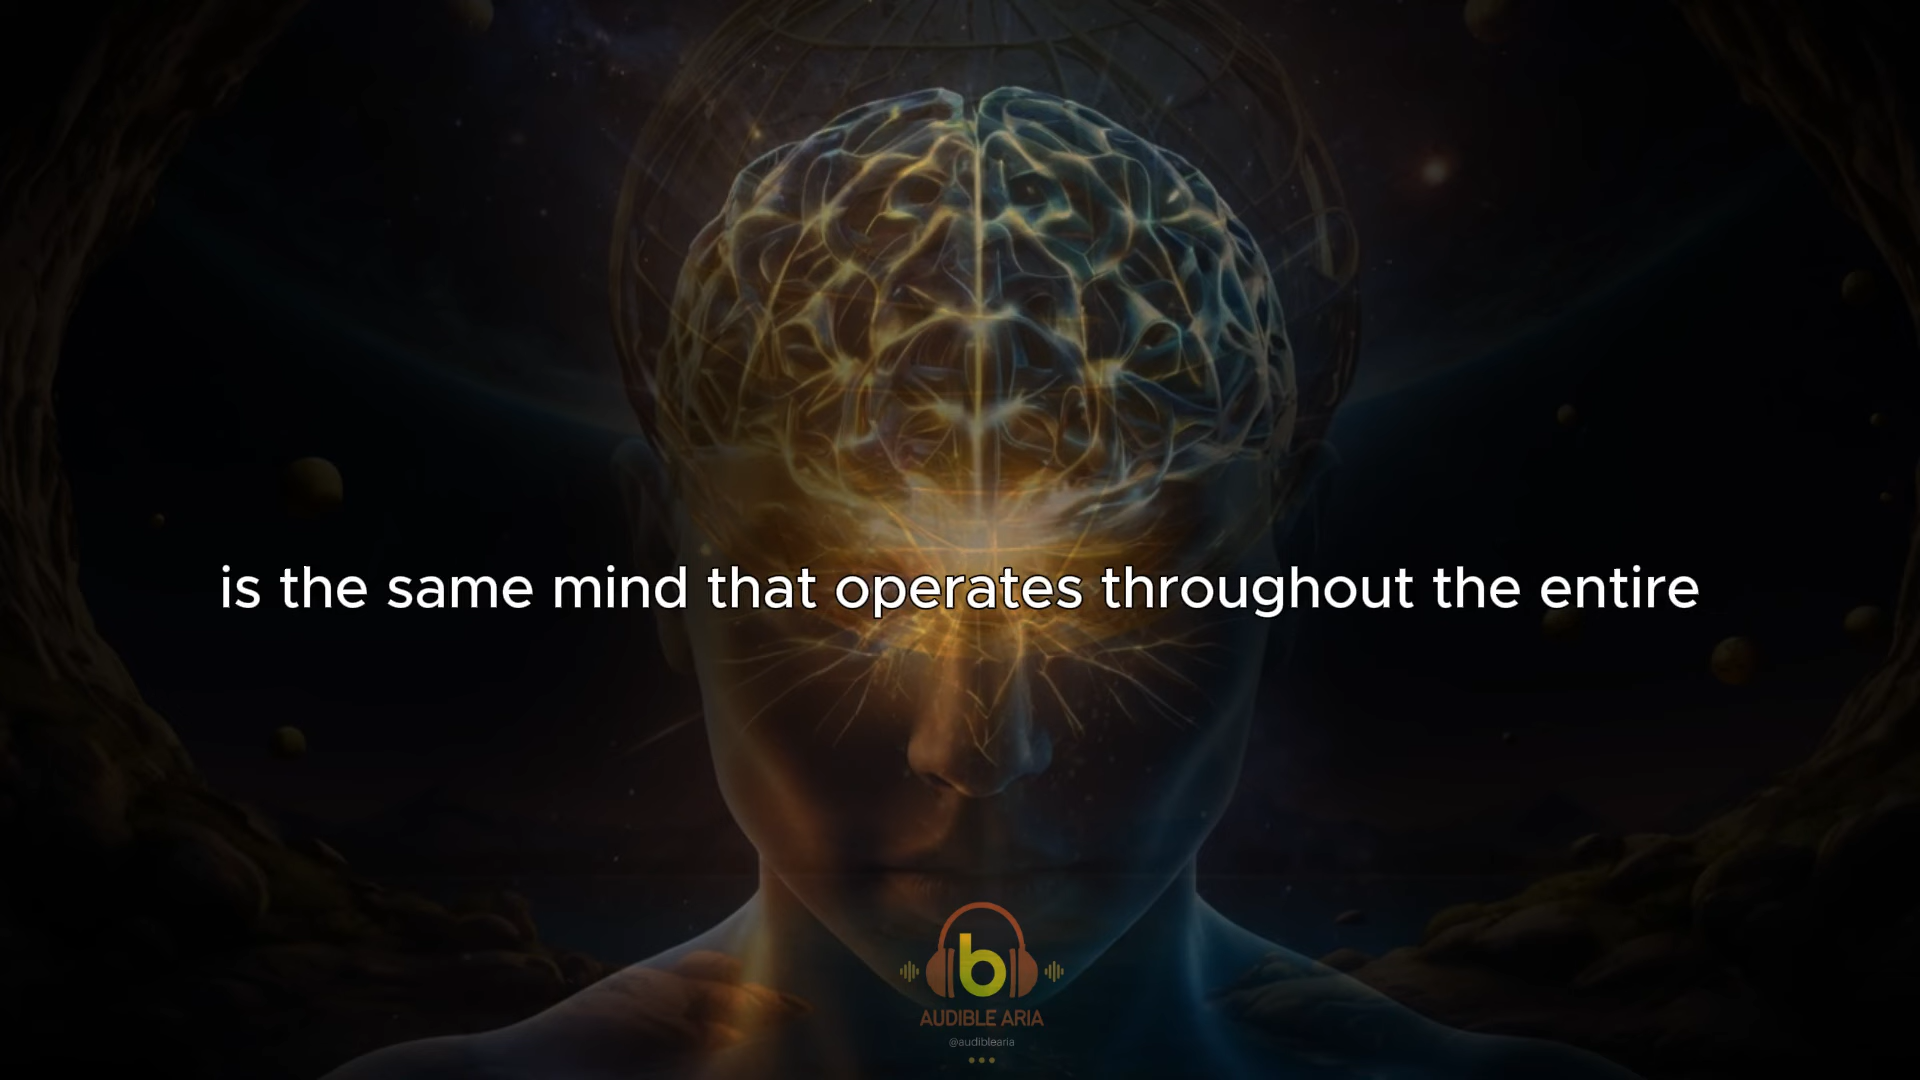 is the same mind that operates throughout the entire
b
AUDIBLE ARIA
@audiblearia